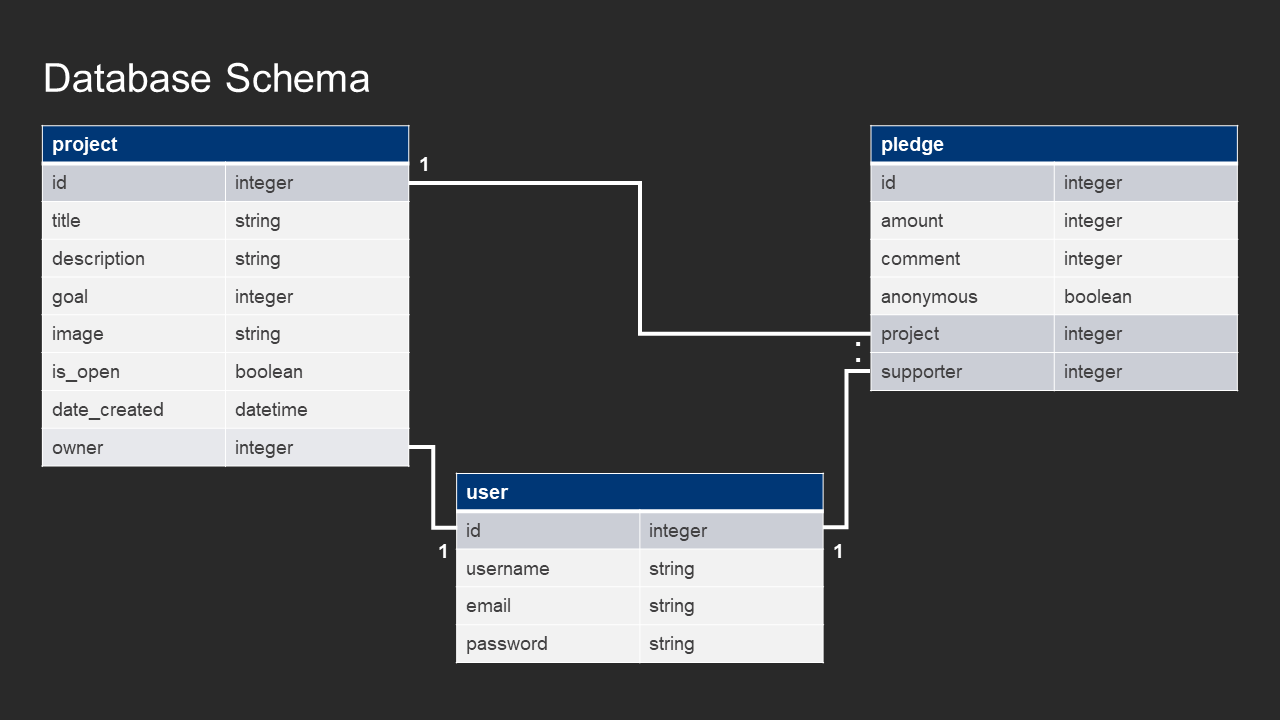 Database Schema
project
id integer
title string
description string
goal integer
image string
is_open boolean
date_created datetime
owner integer
1
pledge
id integer
amount integer
comment integer
anonymous boolean
project integer
supporter integer
:
user
id integer
username string
email string
password string
1
1